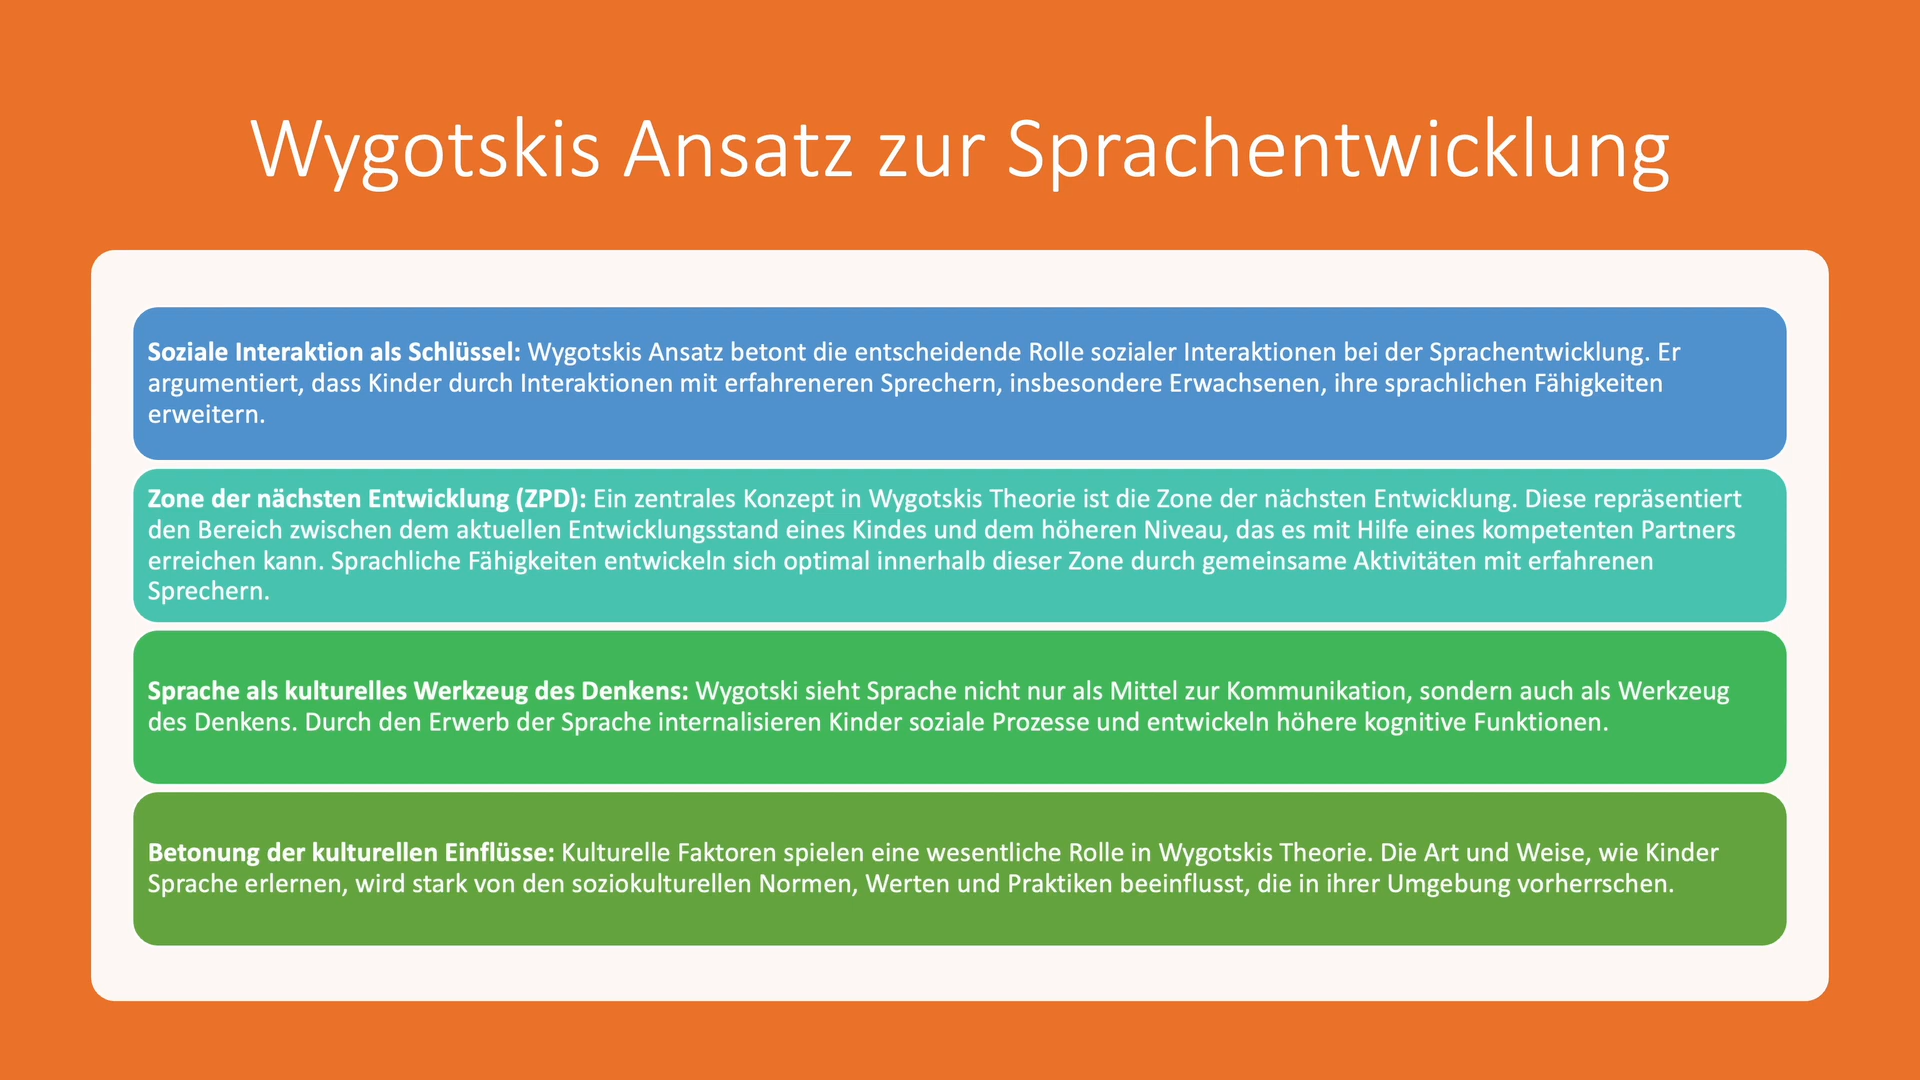 Wygotskis Ansatz zur Sprachentwicklung
Soziale Interaktion als Schlüssel: Wygotskis Ansatz betont die entscheidende Rolle sozialer Interaktionen bei der Sprachentwicklung. Er
argumentiert, dass Kinder durch Interaktionen mit erfahreneren Sprechern, insbesondere Erwachsenen, ihre sprachlichen Fähigkeiten
erweitern.
Zone der nächsten Entwicklung (ZPD): Ein zentrales Konzept in Wygotskis Theorie ist die Zone der nächsten Entwicklung. Diese repräsentiert
den Bereich zwischen dem aktuellen Entwicklungsstand eines Kindes und dem höheren Niveau, das es mit Hilfe eines kompetenten Partners
erreichen kann. Sprachliche Fähigkeiten entwickeln sich optimal innerhalb dieser Zone durch gemeinsame Aktivitäten mit erfahrenen
Sprechern.
Sprache als kulturelles Werkzeug des Denkens: Wygotski sieht Sprache nicht nur als Mittel zur Kommunikation, sondern auch als Werkzeug
des Denkens. Durch den Erwerb der Sprache internalisieren Kinder soziale Prozesse und entwickeln höhere kognitive Funktionen.
Betonung der kulturellen Einflüsse: Kulturelle Faktoren spielen eine wesentliche Rolle in Wygotskis Theorie. Die Art und Weise, wie Kinder
Sprache erlernen, wird stark von den soziokulturellen Normen, Werten und Praktiken beeinflusst, die in ihrer Umgebung vorherrschen.